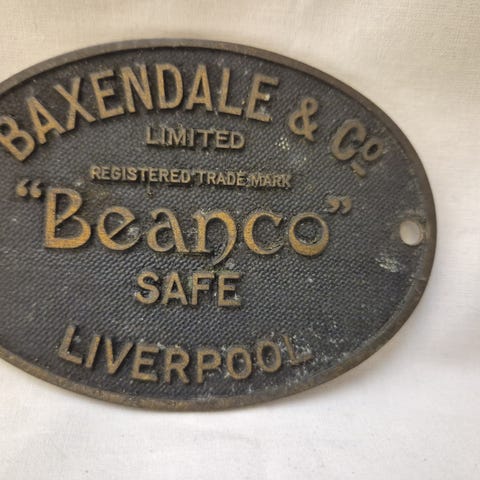 BAXENDALE & Co.
LIMITED
REGISTERED TRADE MARK
"Beanco"
SAFE
LIVERPOOL